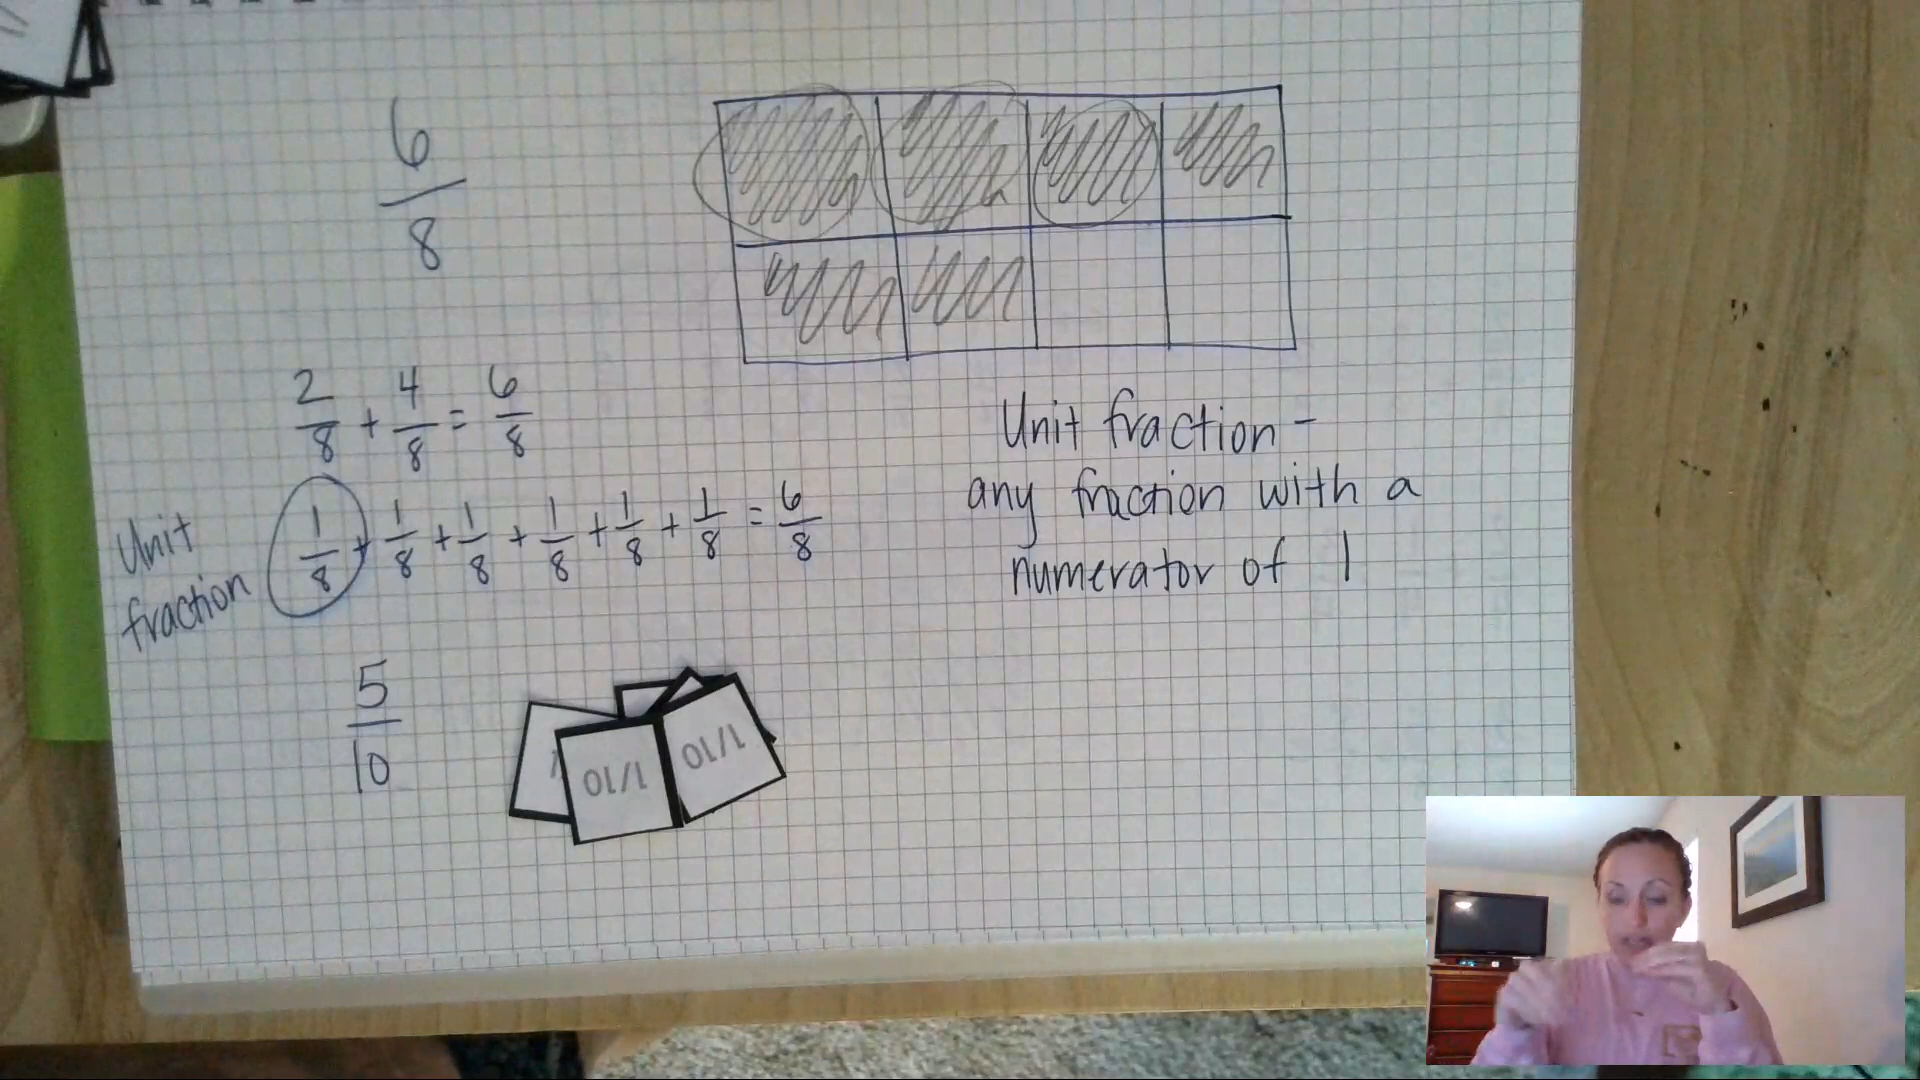 6/8
2/8 + 4/8 = 6/8
Unit fraction
1/8 + 1/8 + 1/8 + 1/8 + 1/8 + 1/8 = 6/8
Unit fraction -
any fraction with a
numerator of 1
5/10
1/10
1/10